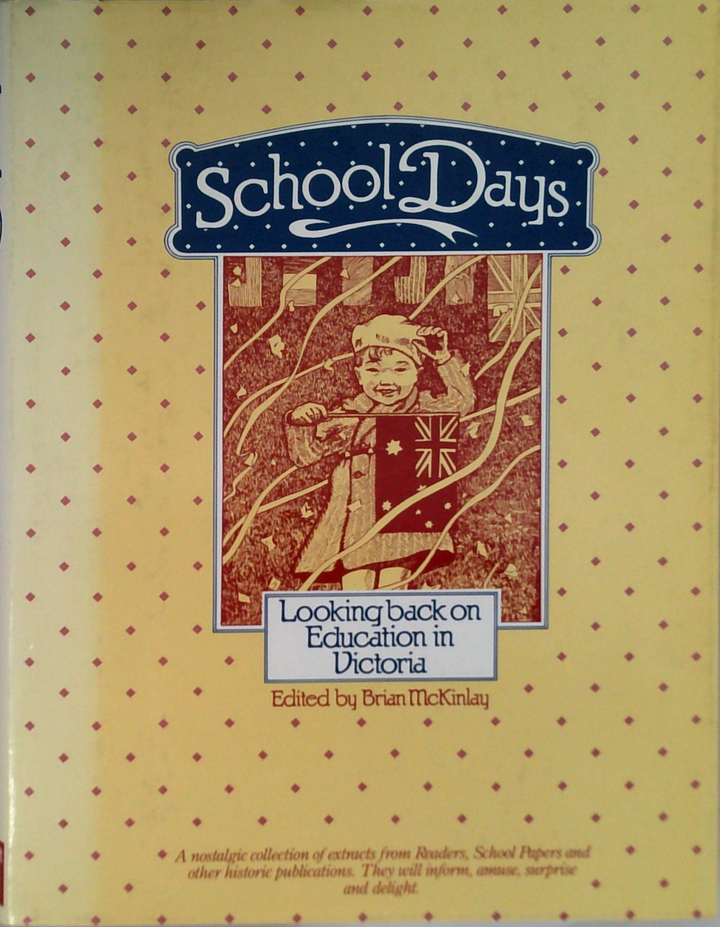 School Days
Looking back on
Education in
Victoria
Edited by Brian McKinlay
A nostalgic collection of extracts from Readers, School Papers and
other historic publications. They will inform, amuse, surprise
and delight.